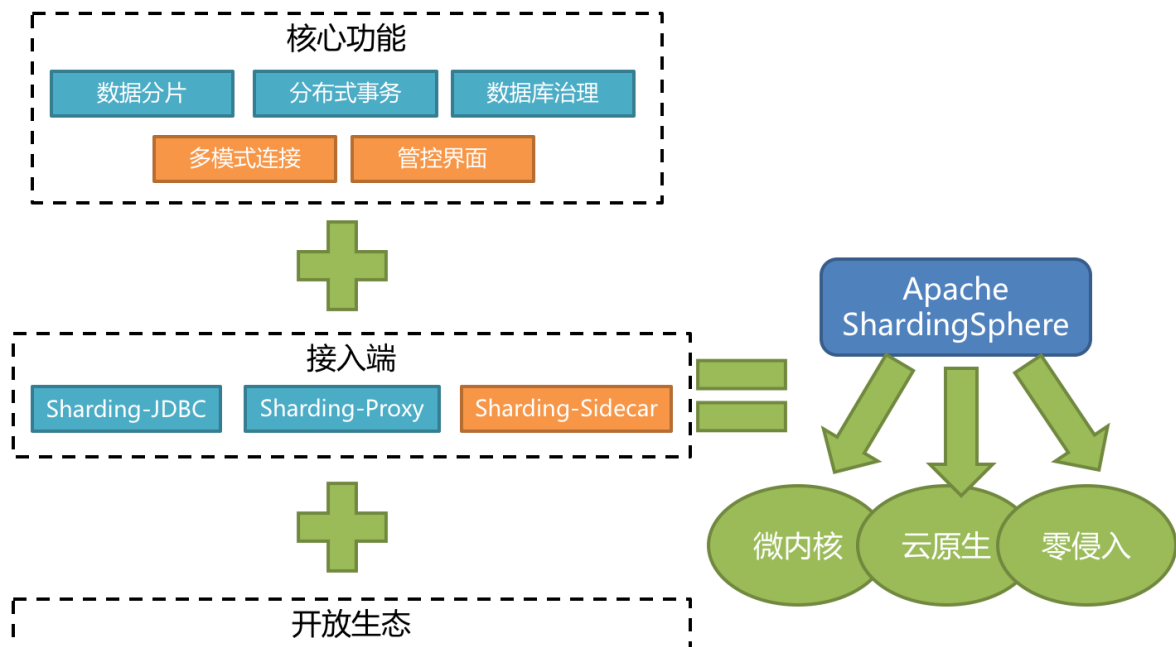 核心功能
数据分片
分布式事务
数据库治理
多模式连接
管控界面
接入端
Sharding-JDBC
Sharding-Proxy
Sharding-Sidecar
开放生态
Apache
ShardingSphere
微内核
云原生
零侵入